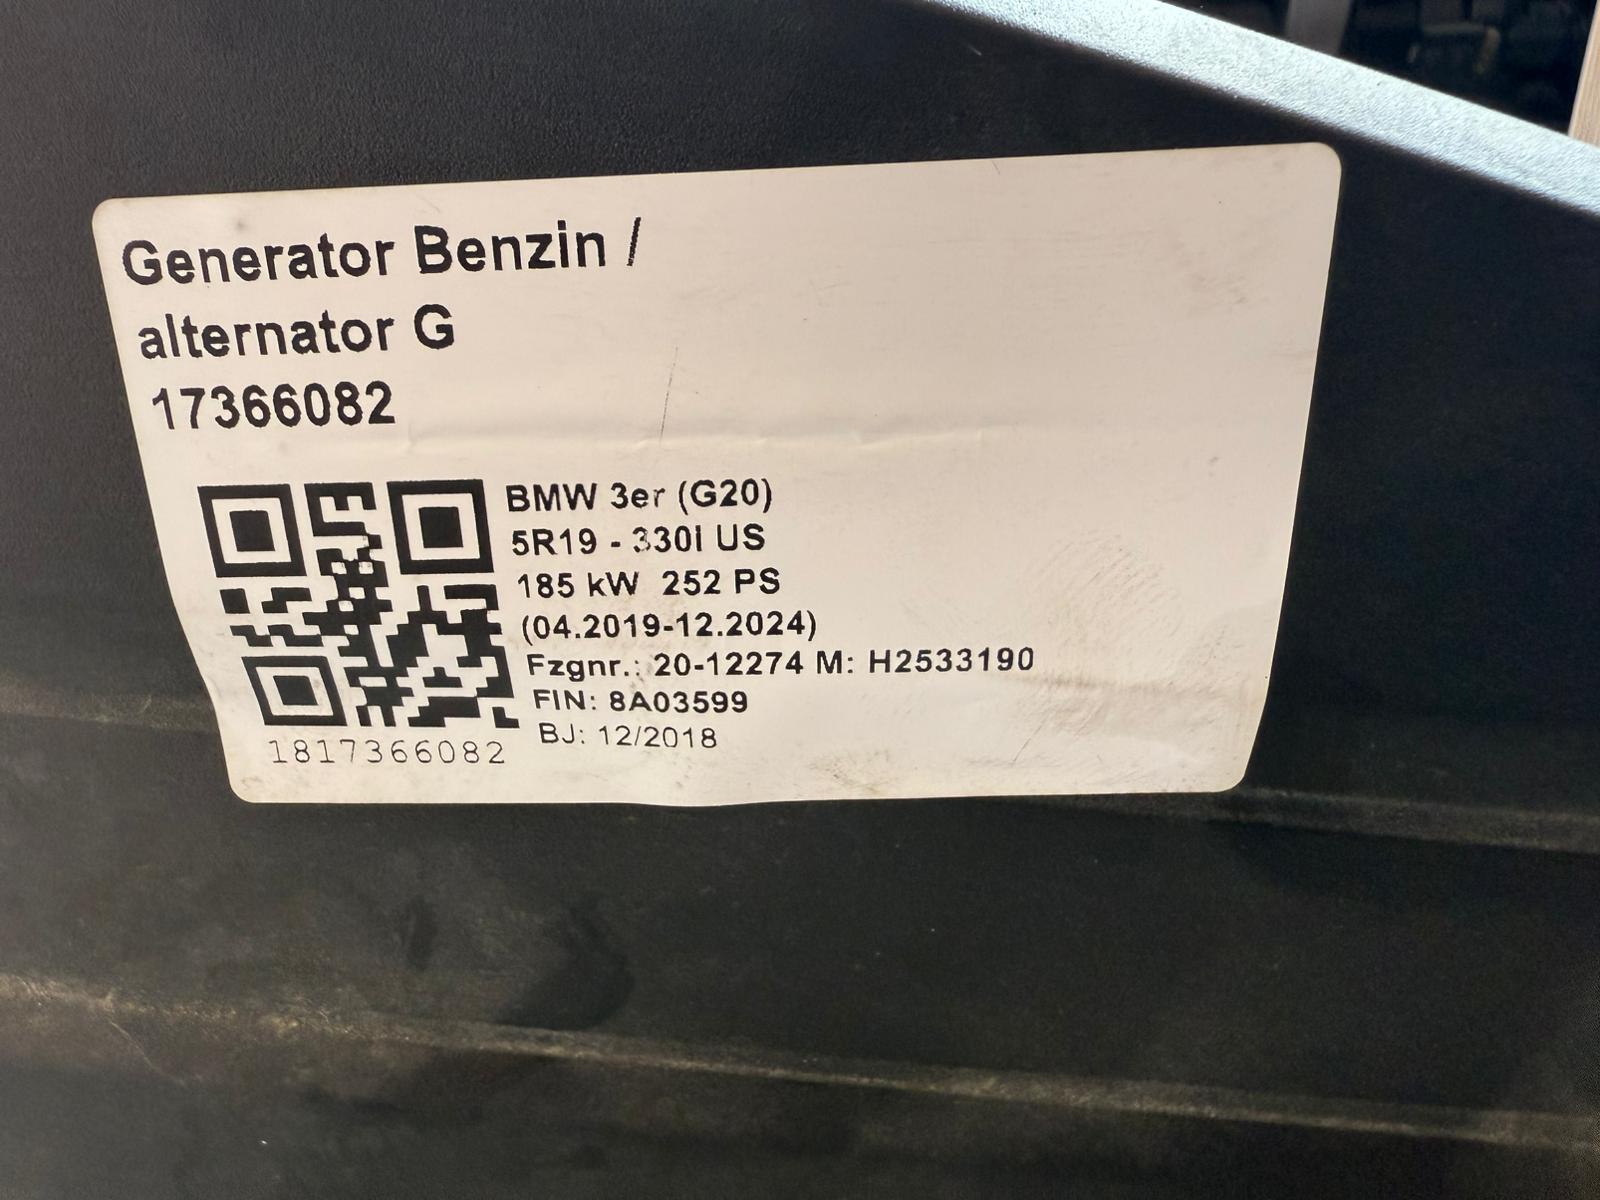 Generator Benzin /
alternator G
17366082
BMW 3er (G20)
5R19 - 330i US
185 kW 252 PS
(04.2019-12.2024)
Fzgnr.: 20-12274 M: H2533190
FIN: 8A03599
BJ: 12/2018
1817366082